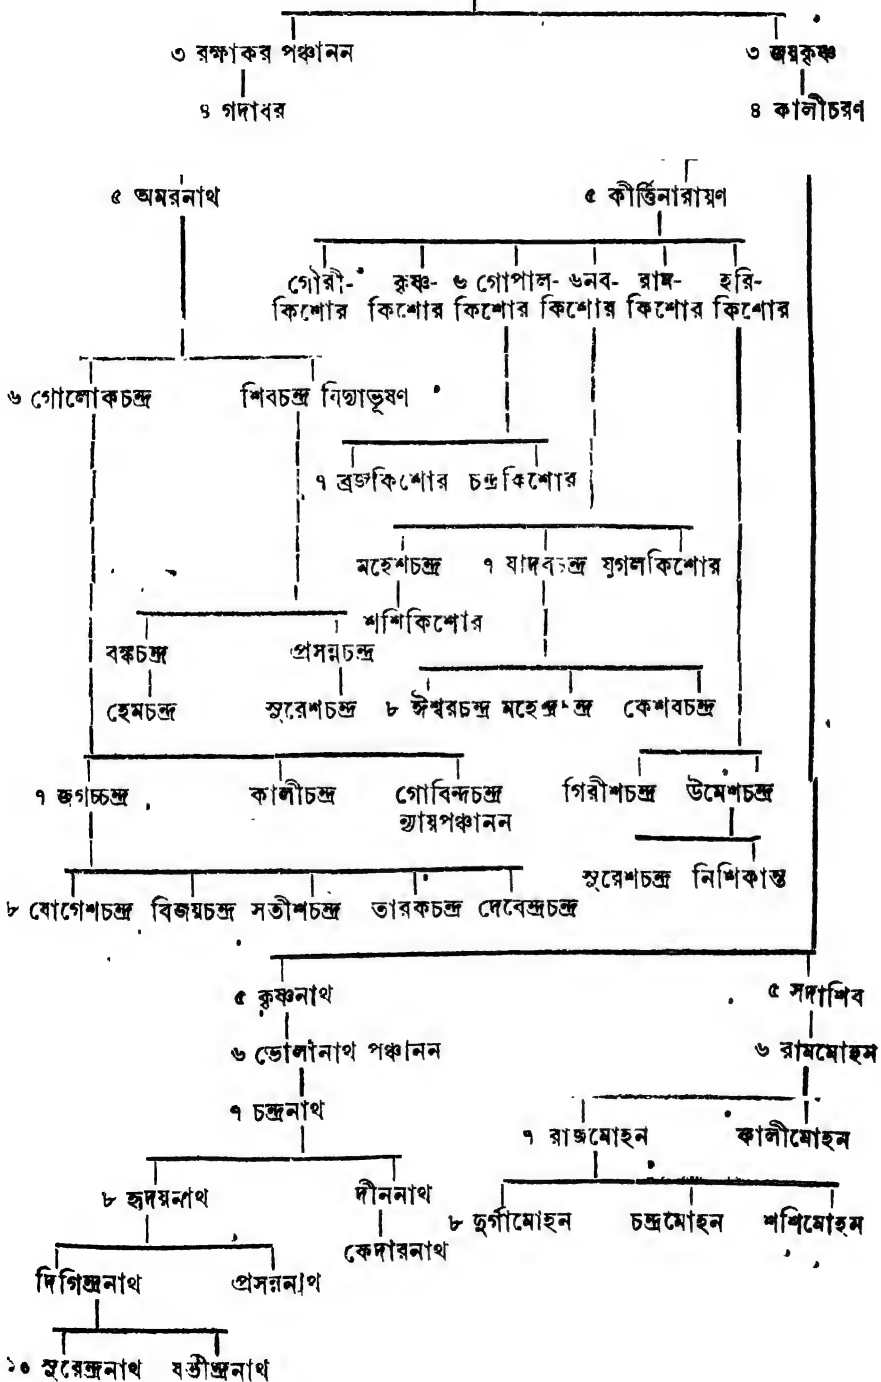 ৩ রক্ষাকর পঞ্চানন ৩ জয়কৃষ্ণ
৪ গদাধর ৪ কালীচরণ
৫ অমরনাথ ৫ কীর্ত্তিনারায়ণ
গৌরী- কৃষ্ণ- ৬ গোপাল- ৬নব- রাম- হরি-
কিশোর কিশোর কিশোর কিশোর কিশোর কিশোর
৬ গোলোকচন্দ্র শিবচন্দ্র বিদ্যাভূষণ
৭ ব্রজকিশোর চন্দ্রকিশোর
মহেশচন্দ্র ৭ যাদবচন্দ্র যুগলকিশোর
শশিকিশোর
বঙ্কচন্দ্র প্রসন্নচন্দ্র
হেমচন্দ্র সুরেশচন্দ্র ৮ ঈশ্বরচন্দ্র মহেন্দ্রচন্দ্র কেশবচন্দ্র
৭ জগচ্চন্দ্র কালীচন্দ্র গোবিন্দচন্দ্র গিরীশচন্দ্র উমেশচন্দ্র
ন্যায়পঞ্চানন
সুরেশচন্দ্র নিশিকান্ত
৮ যোগেশচন্দ্র বিজয়চন্দ্র সতীশচন্দ্র তারকচন্দ্র দেবেন্দ্রচন্দ্র
৫ কৃষ্ণনাথ ৫ সদাশিব
৬ ভোলানাথ পঞ্চানন ৬ রামমোহন
৭ চন্দ্রনাথ
৭ রাজমোহন কালীমোহন
৮ হৃদয়নাথ দীননাথ
৮ দুর্গামোহন চন্দ্রমোহন শশিমোহন
কেদারনাথ
দিগিন্দ্রনাথ প্রসন্ননাথ
১০ সুরেন্দ্রনাথ যতীন্দ্রনাথ